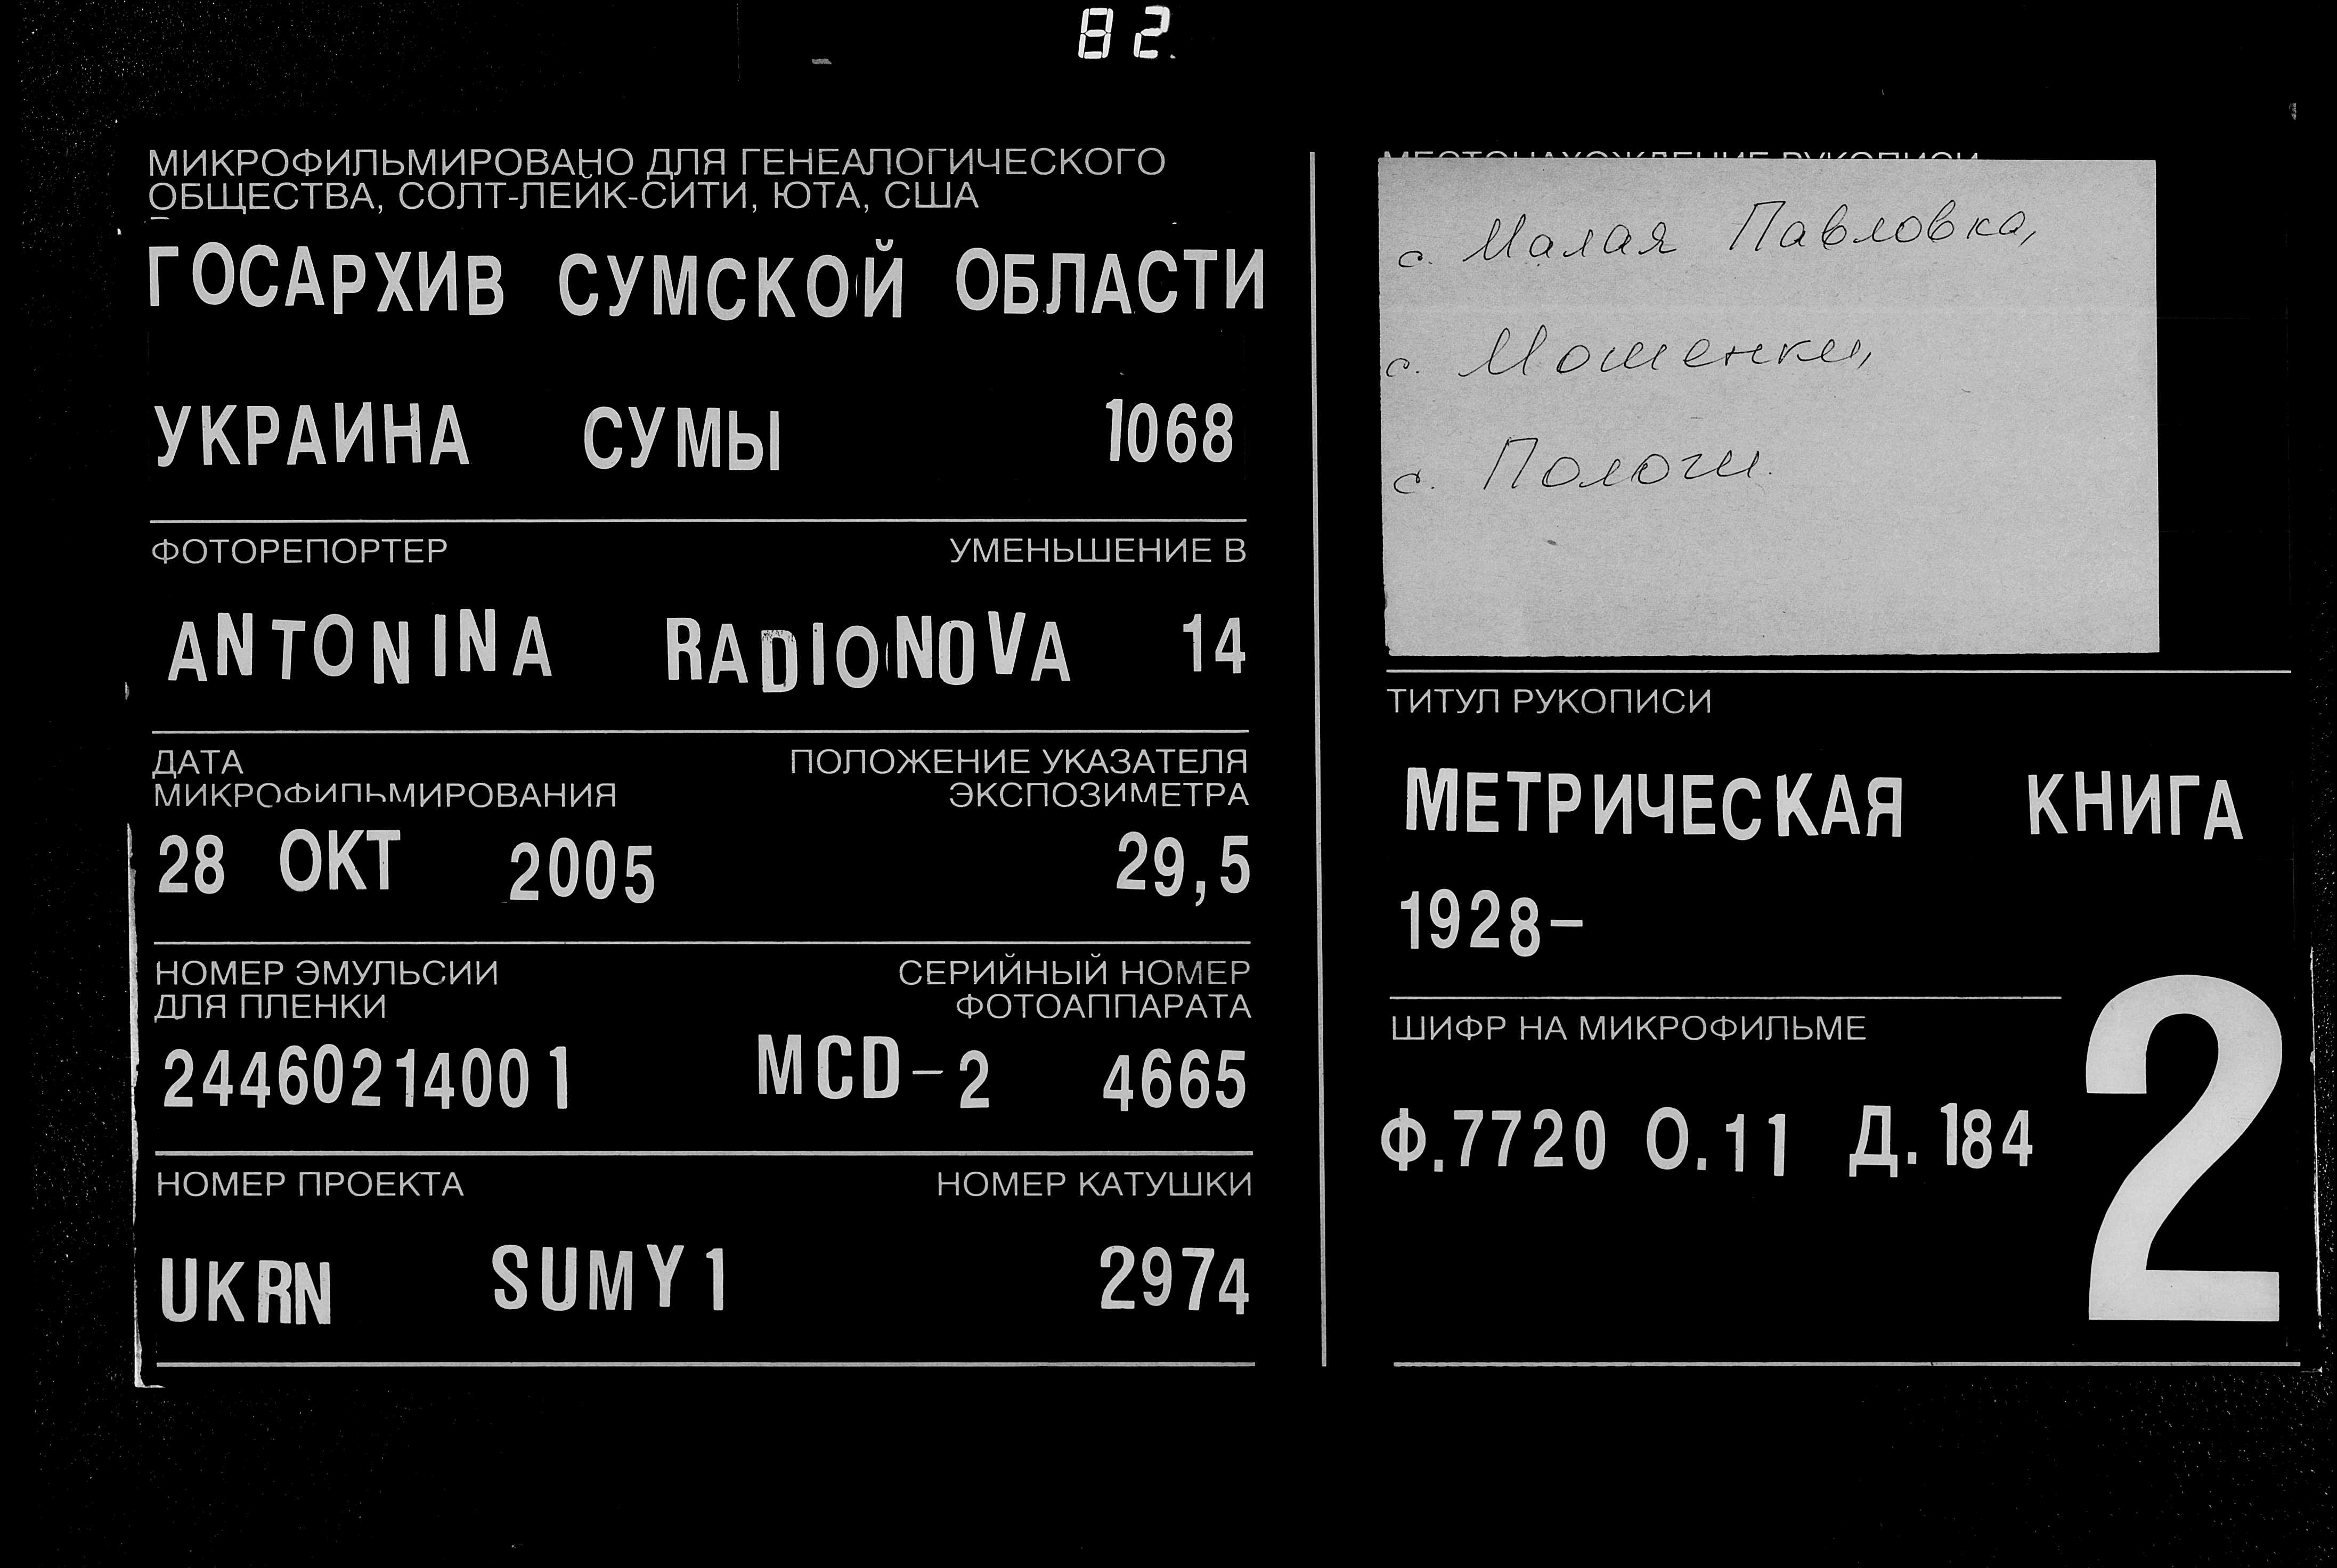 82
МИКРОФИЛЬМИРОВАНО ДЛЯ ГЕНЕАЛОГИЧЕСКОГО
ОБЩЕСТВА, СОЛТ-ЛЕЙК-СИТИ, ЮТА, США
ГОСАРХИВ СУМСКОЙ ОБЛАСТИ
УКРАИНА СУМЫ 1068
ФОТОРЕПОРТЕР УМЕНЬШЕНИЕ В
ANTONINA RADIONOVA 14
ДАТА
МИКРОФИЛЬМИРОВАНИЯ
ПОЛОЖЕНИЕ УКАЗАТЕЛЯ
ЭКСПОЗИМЕТРА
28 ОКТ 2005 29,5
НОМЕР ЭМУЛЬСИИ
ДЛЯ ПЛЕНКИ
СЕРИЙНЫЙ НОМЕР
ФОТОАППАРАТА
24460214001 MCD-2 4665
НОМЕР ПРОЕКТА НОМЕР КАТУШКИ
UKRN SUMY1 2974
МЕСТОНАХОЖДЕНИЕ РУКОПИСИ
с. Малая Павловка,
с. Мошенки,
с. Пологи.
ТИТУЛ РУКОПИСИ
МЕТРИЧЕСКАЯ КНИГА
1928-
ШИФР НА МИКРОФИЛЬМЕ
Ф.7720 О.11 Д.184
2